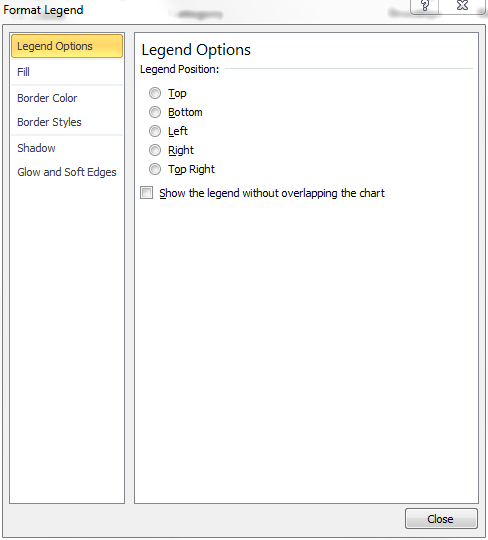 Format Legend
?
Legend Options
Fill
Border Color
Border Styles
Shadow
Glow and Soft Edges
Legend Options
Legend Position:
Top
Bottom
Left
Right
Top Right
Show the legend without overlapping the chart
Close